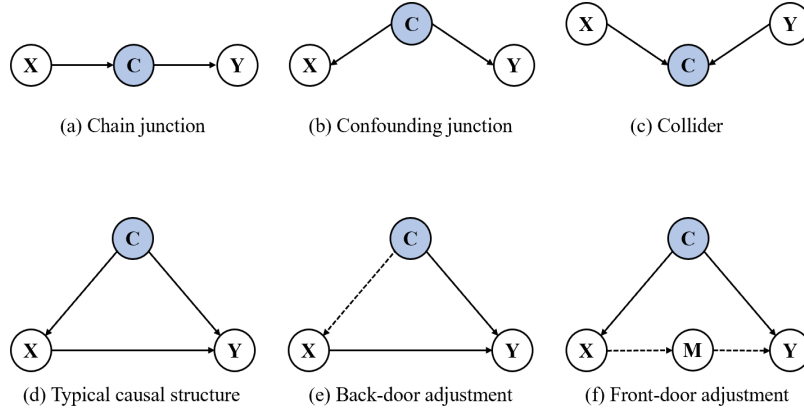 X C Y
(a) Chain junction
C
X Y
(b) Confounding junction
X Y
C
(c) Collider
C
X Y
(d) Typical causal structure
C
X Y
(e) Back-door adjustment
C
X M Y
(f) Front-door adjustment